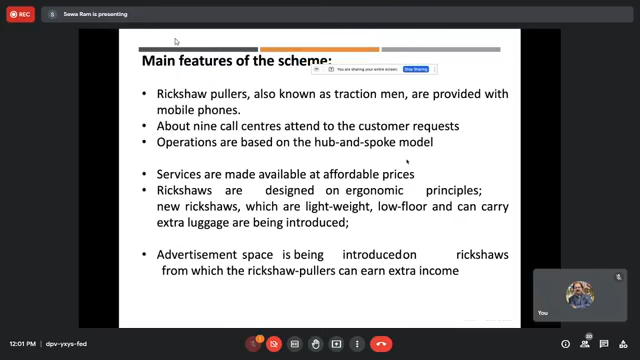 REC
S
Sewa Ram is presenting
Main features of the scheme:
You are sharing your entire screen.
Stop Sharing
• Rickshaw pullers, also known as traction men, are provided with
mobile phones.
• About nine call centres attend to the customer requests
• Operations are based on the hub-and-spoke model
• Services are made available at affordable prices
• Rickshaws are designed on ergonomic principles;
new rickshaws, which are light-weight, low-floor and can carry
extra luggage are being introduced;
• Advertisement space is being introducedon rickshaws
from which the rickshaw-pullers can earn extra income
You
12:01 PM | dpv-yxys-fed